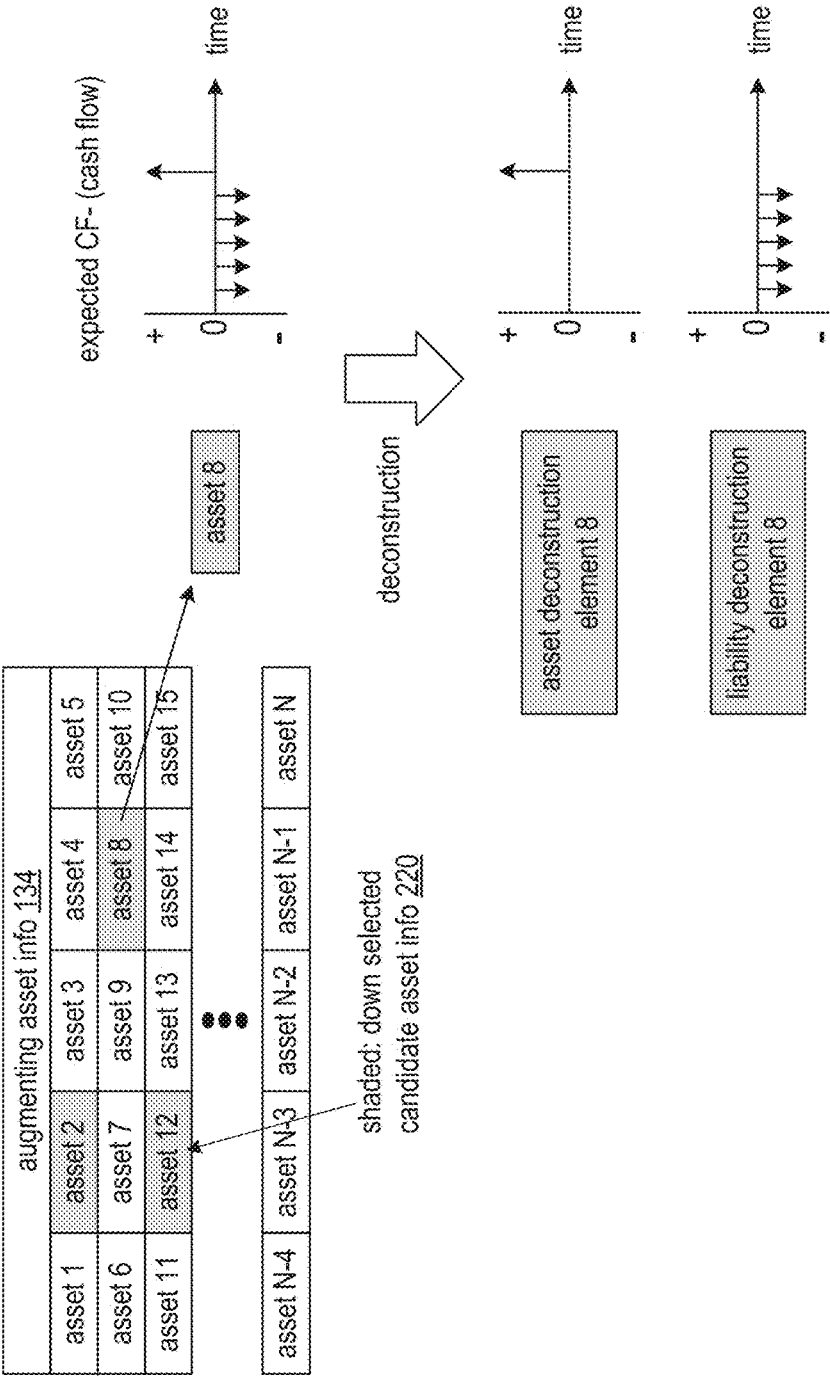 augmenting asset info 134
asset 1 asset 2 asset 3 asset 4 asset 5
asset 6 asset 7 asset 9 asset 8 asset 10
asset 11 asset 12 asset 13 asset 14 asset 15
asset N-4 asset N-3 asset N-2 asset N-1 asset N
shaded: down selected
candidate asset info 220
asset 8
expected CF- (cash flow)
+
0
-
time
deconstruction
asset deconstruction
element 8
+
0
-
time
liability deconstruction
element 8
+
0
-
time